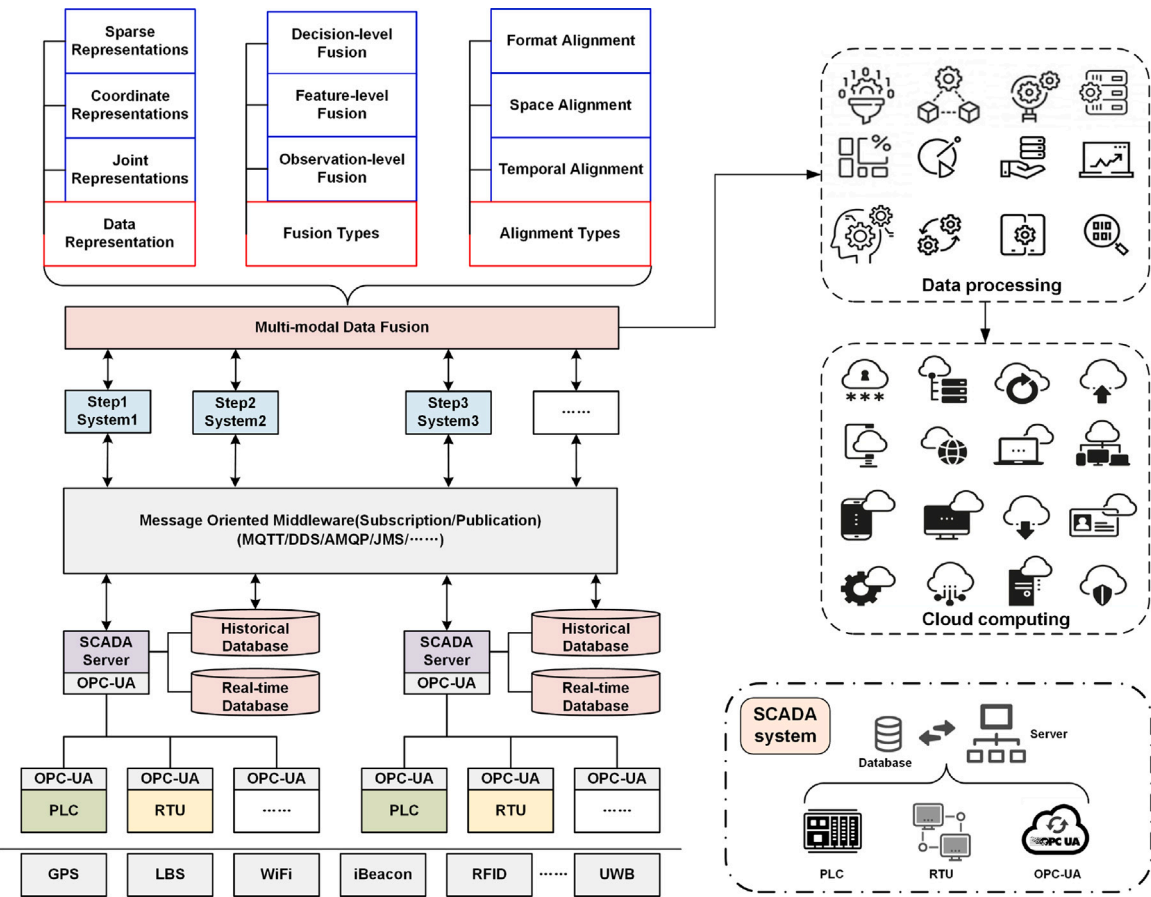 Sparse
Representations
Coordinate
Representations
Joint
Representations
Data
Representation
Decision-level
Fusion
Feature-level
Fusion
Observation-level
Fusion
Fusion Types
Format Alignment
Space Alignment
Temporal Alignment
Alignment Types
Multi-modal Data Fusion
Step1
System1
Step2
System2
Step3
System3
……
Message Oriented Middleware(Subscription/Publication)
(MQTT/DDS/AMQP/JMS/……)
SCADA
Server
OPC-UA
Historical
Database
Real-time
Database
SCADA
Server
OPC-UA
Historical
Database
Real-time
Database
OPC-UA
PLC
OPC-UA
RTU
OPC-UA
……
OPC-UA
PLC
OPC-UA
RTU
OPC-UA
……
GPS
LBS
WiFi
iBeacon
RFID
……
UWB
Data processing
Cloud computing
SCADA
system
Database
Server
PLC
RTU
OPC UA
OPC-UA